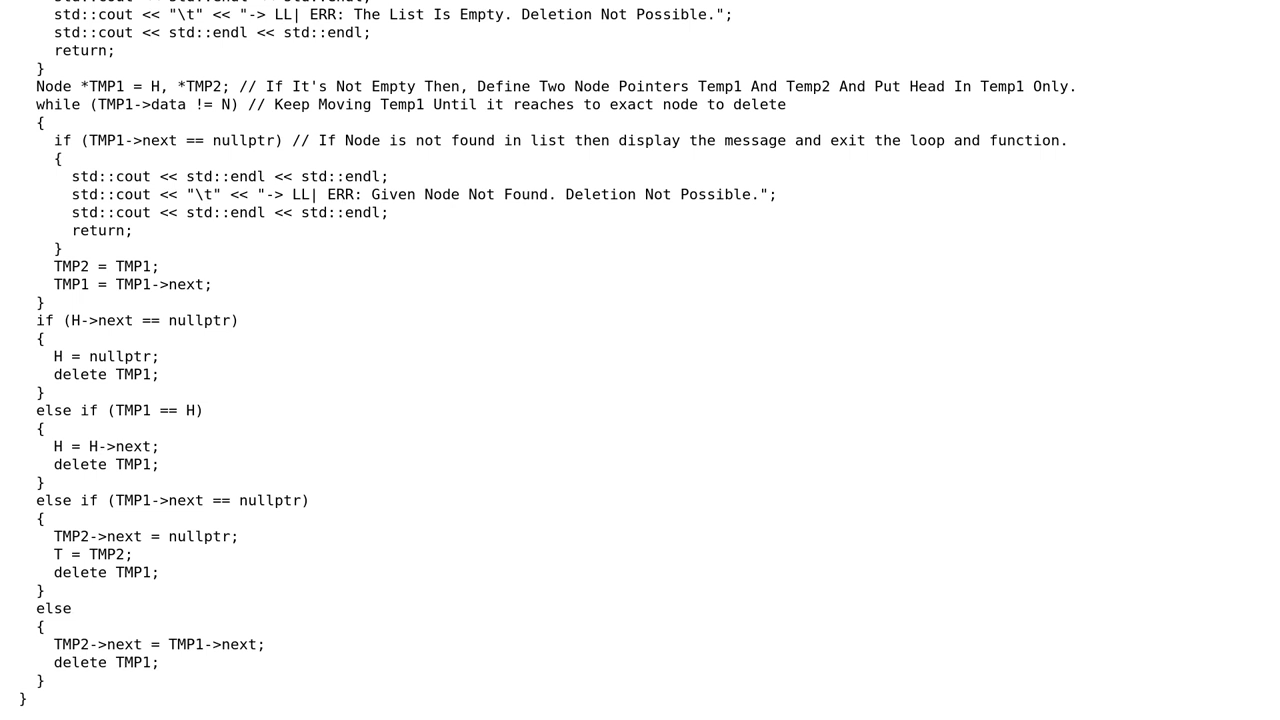 std::cout << "\t" << "-> LL| ERR: The List Is Empty. Deletion Not Possible.";
    std::cout << std::endl << std::endl;
    return;
  }
  Node *TMP1 = H, *TMP2; // If It's Not Empty Then, Define Two Node Pointers Temp1 And Temp2 And Put Head In Temp1 Only.
  while (TMP1->data != N) // Keep Moving Temp1 Until it reaches to exact node to delete
  {
    if (TMP1->next == nullptr) // If Node is not found in list then display the message and exit the loop and function.
    {
      std::cout << std::endl << std::endl;
      std::cout << "\t" << "-> LL| ERR: Given Node Not Found. Deletion Not Possible.";
      std::cout << std::endl << std::endl;
      return;
    }
    TMP2 = TMP1;
    TMP1 = TMP1->next;
  }
  if (H->next == nullptr)
  {
    H = nullptr;
    delete TMP1;
  }
  else if (TMP1 == H)
  {
    H = H->next;
    delete TMP1;
  }
  else if (TMP1->next == nullptr)
  {
    TMP2->next = nullptr;
    T = TMP2;
    delete TMP1;
  }
  else
  {
    TMP2->next = TMP1->next;
    delete TMP1;
  }
}